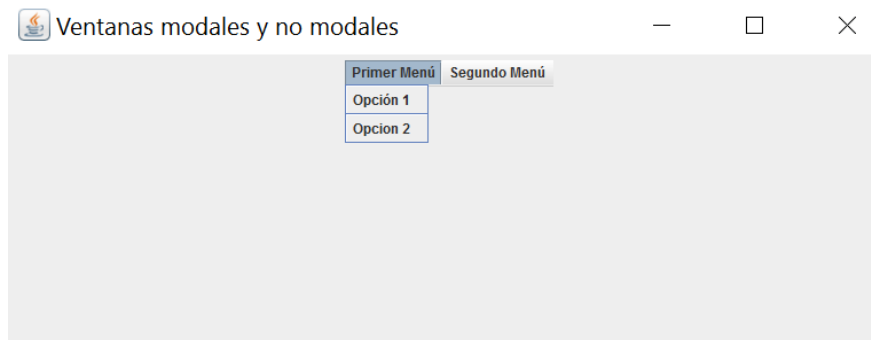 Ventanas modales y no modales
Primer Menú Segundo Menú
Opción 1
Opcion 2